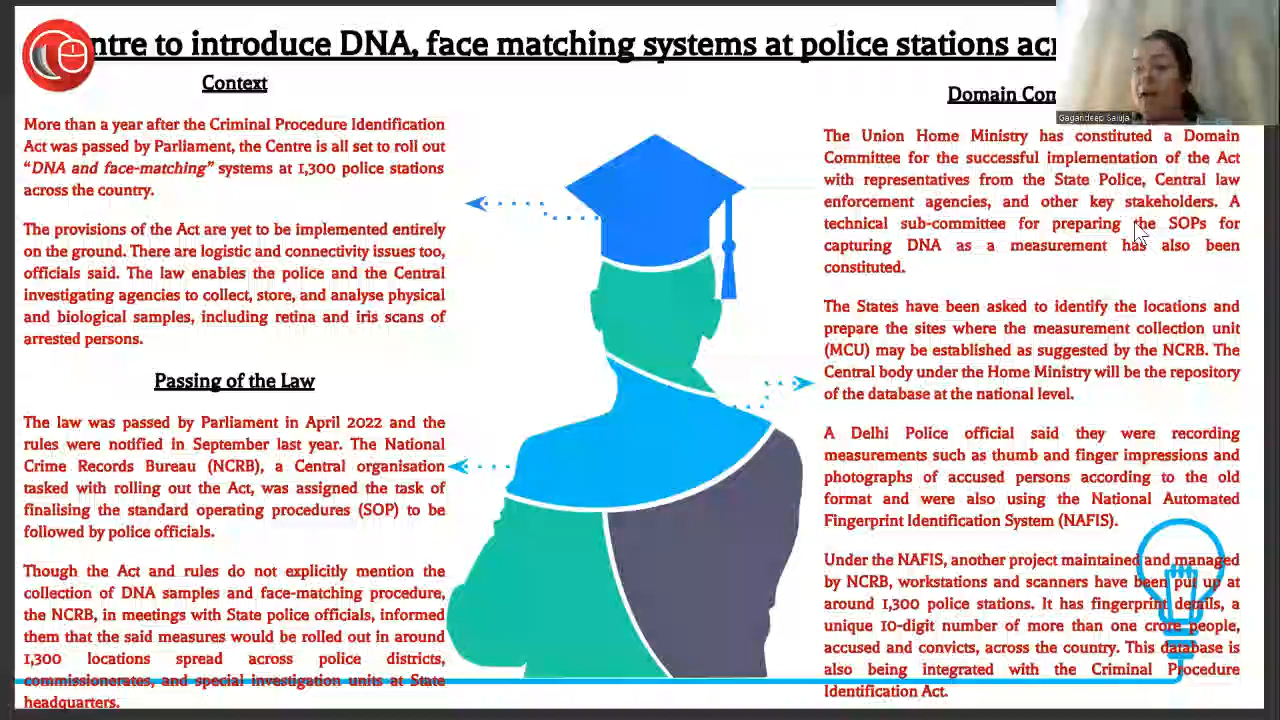 ntre to introduce DNA, face matching systems at police stations acr
Context
More than a year after the Criminal Procedure Identification
Act was passed by Parliament, the Centre is all set to roll out
“DNA and face-matching” systems at 1,300 police stations
across the country.
The provisions of the Act are yet to be implemented entirely
on the ground. There are logistic and connectivity issues too,
officials said. The law enables the police and the Central
investigating agencies to collect, store, and analyse physical
and biological samples, including retina and iris scans of
arrested persons.
Passing of the Law
The law was passed by Parliament in April 2022 and the
rules were notified in September last year. The National
Crime Records Bureau (NCRB), a Central organisation
tasked with rolling out the Act, was assigned the task of
finalising the standard operating procedures (SOP) to be
followed by police officials.
Though the Act and rules do not explicitly mention the
collection of DNA samples and face-matching procedure,
the NCRB, in meetings with State police officials, informed
them that the said measures would be rolled out in around
1,300 locations spread across police districts,
commissionerates, and special investigation units at State
headquarters.
Domain Com
Gagandeep Saluja
The Union Home Ministry has constituted a Domain
Committee for the successful implementation of the Act
with representatives from the State Police, Central law
enforcement agencies, and other key stakeholders. A
technical sub-committee for preparing the SOPs for
capturing DNA as a measurement has also been
constituted.
The States have been asked to identify the locations and
prepare the sites where the measurement collection unit
(MCU) may be established as suggested by the NCRB. The
Central body under the Home Ministry will be the repository
of the database at the national level.
A Delhi Police official said they were recording
measurements such as thumb and finger impressions and
photographs of accused persons according to the old
format and were also using the National Automated
Fingerprint Identification System (NAFIS).
Under the NAFIS, another project maintained and managed
by NCRB, workstations and scanners have been put up at
around 1,300 police stations. It has fingerprint details, a
unique 10-digit number of more than one crore people,
accused and convicts, across the country. This database is
also being integrated with the Criminal Procedure
Identification Act.